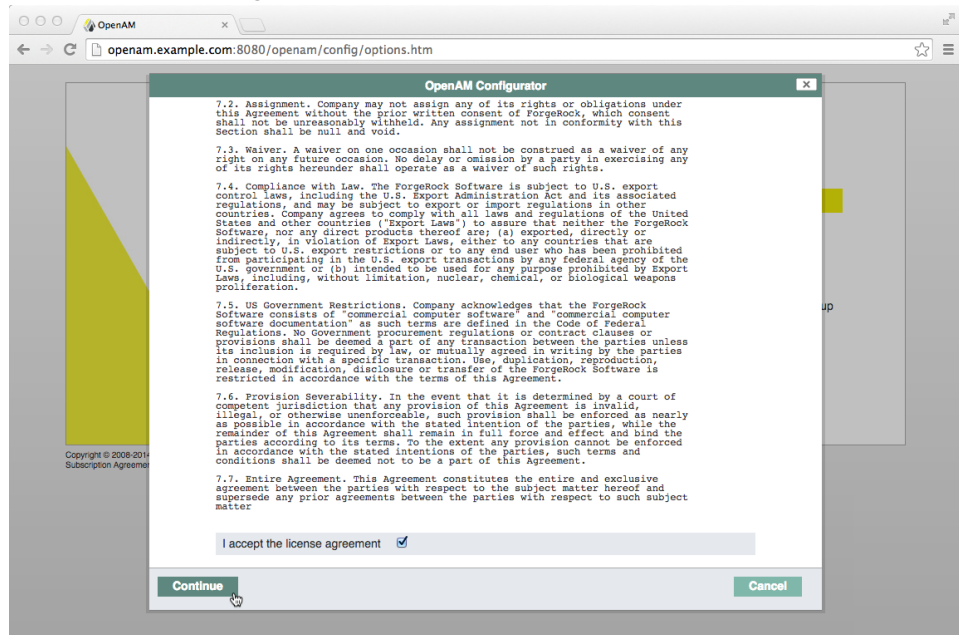 OpenAM
openam.example.com:8080/openam/config/options.htm
OpenAM Configurator
7.2. Assignment. Company may not assign any of its rights or obligations under
this Agreement without the prior written consent of ForgeRock, which consent
shall not be unreasonably withheld. Any assignment not in conformity with this
Section shall be null and void.
7.3. Waiver. A waiver on one occasion shall not be construed as a waiver of any
right on any future occasion. No delay or omission by a party in exercising any
of its rights hereunder shall operate as a waiver of such rights.
7.4. Compliance with Law. The ForgeRock Software is subject to U.S. export
control laws, including the U.S. Export Administration Act and its associated
regulations, and may be subject to export or import regulations in other
countries. Company agrees to comply with all laws and regulations of the United
States and other countries ("Export Laws") to assure that neither the ForgeRock
Software, nor any direct products thereof are; (a) exported, directly or
indirectly, in violation of Export Laws, either to any countries that are
subject to U.S. export restrictions or to any end user who has been prohibited
from participating in the U.S. export transactions by any federal agency of the
U.S. government or (b) intended to be used for any purpose prohibited by Export
Laws, including, without limitation, nuclear, chemical, or biological weapons
proliferation.
7.5. US Government Restrictions. Company acknowledges that the ForgeRock
Software consists of "commercial computer software" and "commercial computer
software documentation" as such terms are defined in the Code of Federal
Regulations. No Government procurement regulations or contract clauses or
provisions shall be deemed a part of any transaction between the parties unless
its inclusion is required by law, or mutually agreed in writing by the parties
in connection with a specific transaction. Use, duplication, reproduction,
release, modification, disclosure or transfer of the ForgeRock Software is
restricted in accordance with the terms of this Agreement.
7.6. Provision Severability. In the event that it is determined by a court of
competent jurisdiction that any provision of this Agreement is invalid,
illegal, or otherwise unenforceable, such provision shall be enforced as nearly
as possible in accordance with the stated intention of the parties, while the
remainder of this Agreement shall remain in full force and effect and bind the
parties according to its terms. To the extent any provision cannot be enforced
in accordance with the stated intentions of the parties, such terms and
conditions shall be deemed not to be a part of this Agreement.
7.7. Entire Agreement. This Agreement constitutes the entire and exclusive
agreement between the parties with respect to the subject matter hereof and
supersede any prior agreements between the parties with respect to such subject
matter
up
Copyright © 2008-2014
Subscription Agreemen
I accept the license agreement
Continue
Cancel